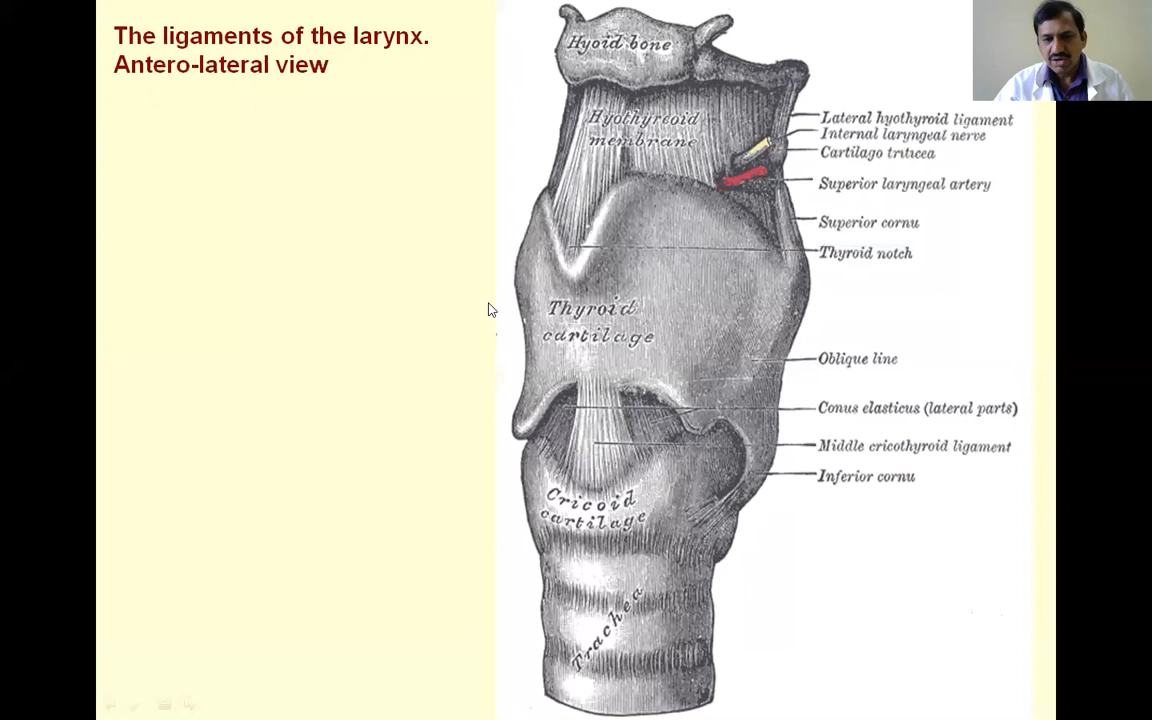 The ligaments of the larynx.
Antero-lateral view
Hyoid bone
Hyothyreoid
membrane
Lateral hyothyroid ligament
Internal laryngeal nerve
Cartilago triticea
Superior laryngeal artery
Superior cornu
Thyroid notch
Thyroid
cartilage
Oblique line
Conus elasticus (lateral parts)
Middle cricothyroid ligament
Inferior cornu
Cricoid
cartilage
Trachea